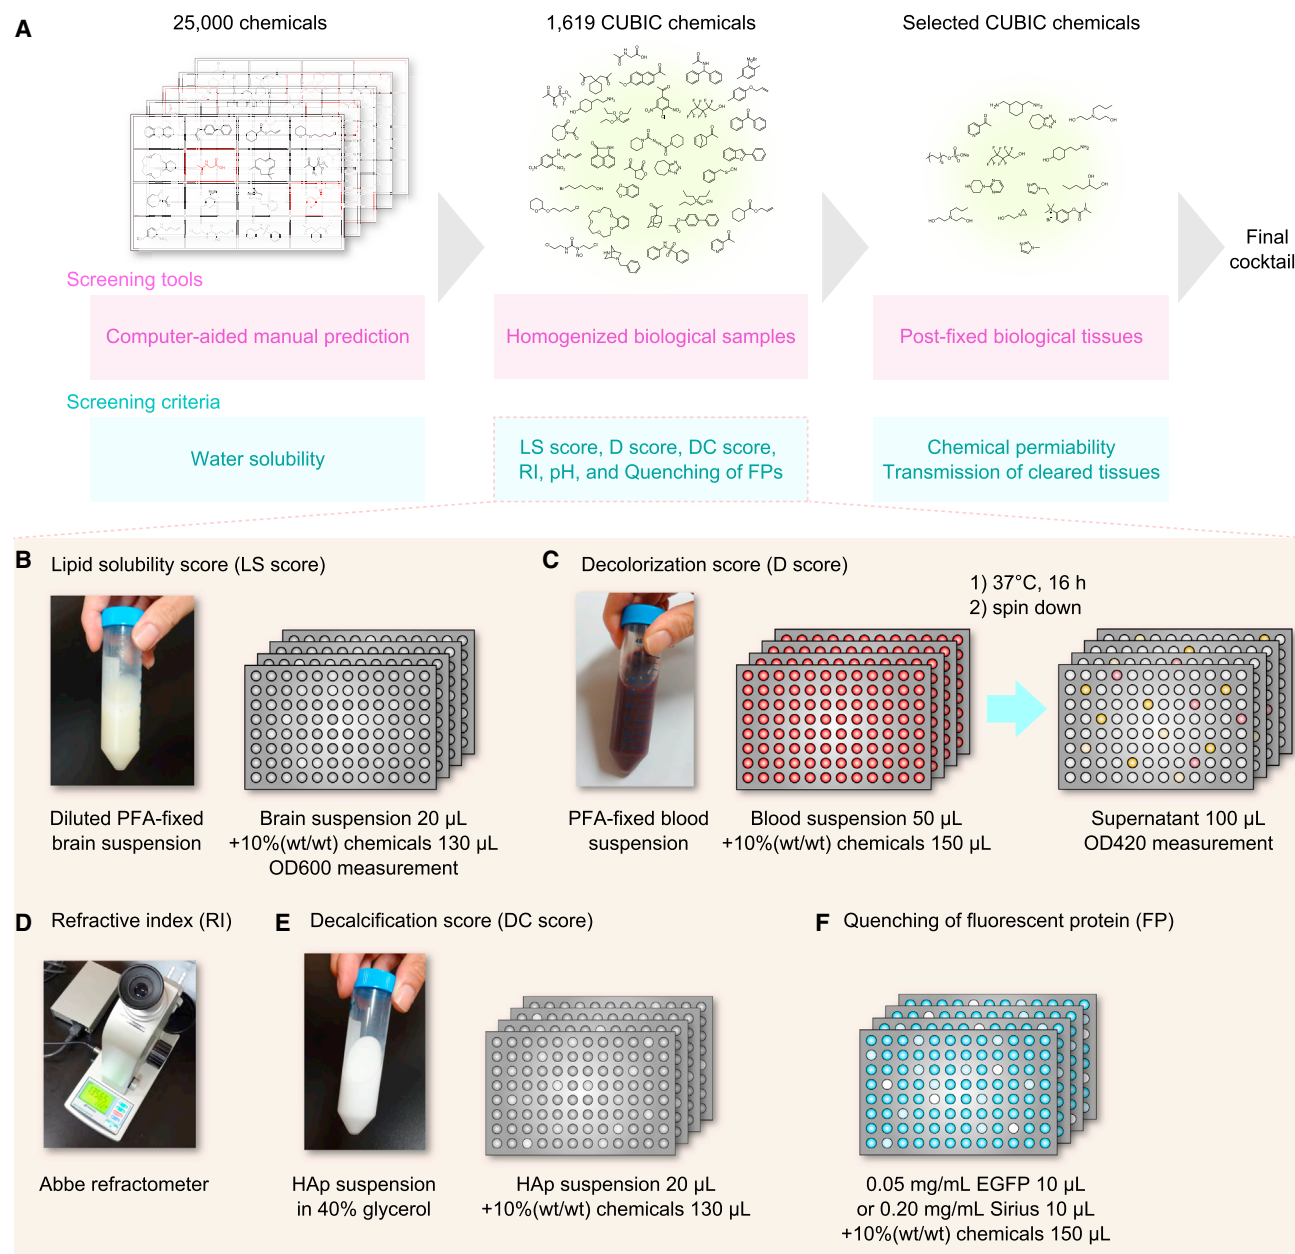 A
25,000 chemicals
1,619 CUBIC chemicals
Selected CUBIC chemicals
Final
cocktail
Screening tools
Computer-aided manual prediction
Homogenized biological samples
Post-fixed biological tissues
Screening criteria
Water solubility
LS score, D score, DC score,
RI, pH, and Quenching of FPs
Chemical permiability
Transmission of cleared tissues
B
Lipid solubility score (LS score)
Diluted PFA-fixed
brain suspension
Brain suspension 20 µL
+10%(wt/wt) chemicals 130 µL
OD600 measurement
C
Decolorization score (D score)
1) 37°C, 16 h
2) spin down
PFA-fixed blood
suspension
Blood suspension 50 µL
+10%(wt/wt) chemicals 150 µL
Supernatant 100 µL
OD420 measurement
D
Refractive index (RI)
Abbe refractometer
E
Decalcification score (DC score)
HAp suspension
in 40% glycerol
HAp suspension 20 µL
+10%(wt/wt) chemicals 130 µL
F
Quenching of fluorescent protein (FP)
0.05 mg/mL EGFP 10 µL
or 0.20 mg/mL Sirius 10 µL
+10%(wt/wt) chemicals 150 µL